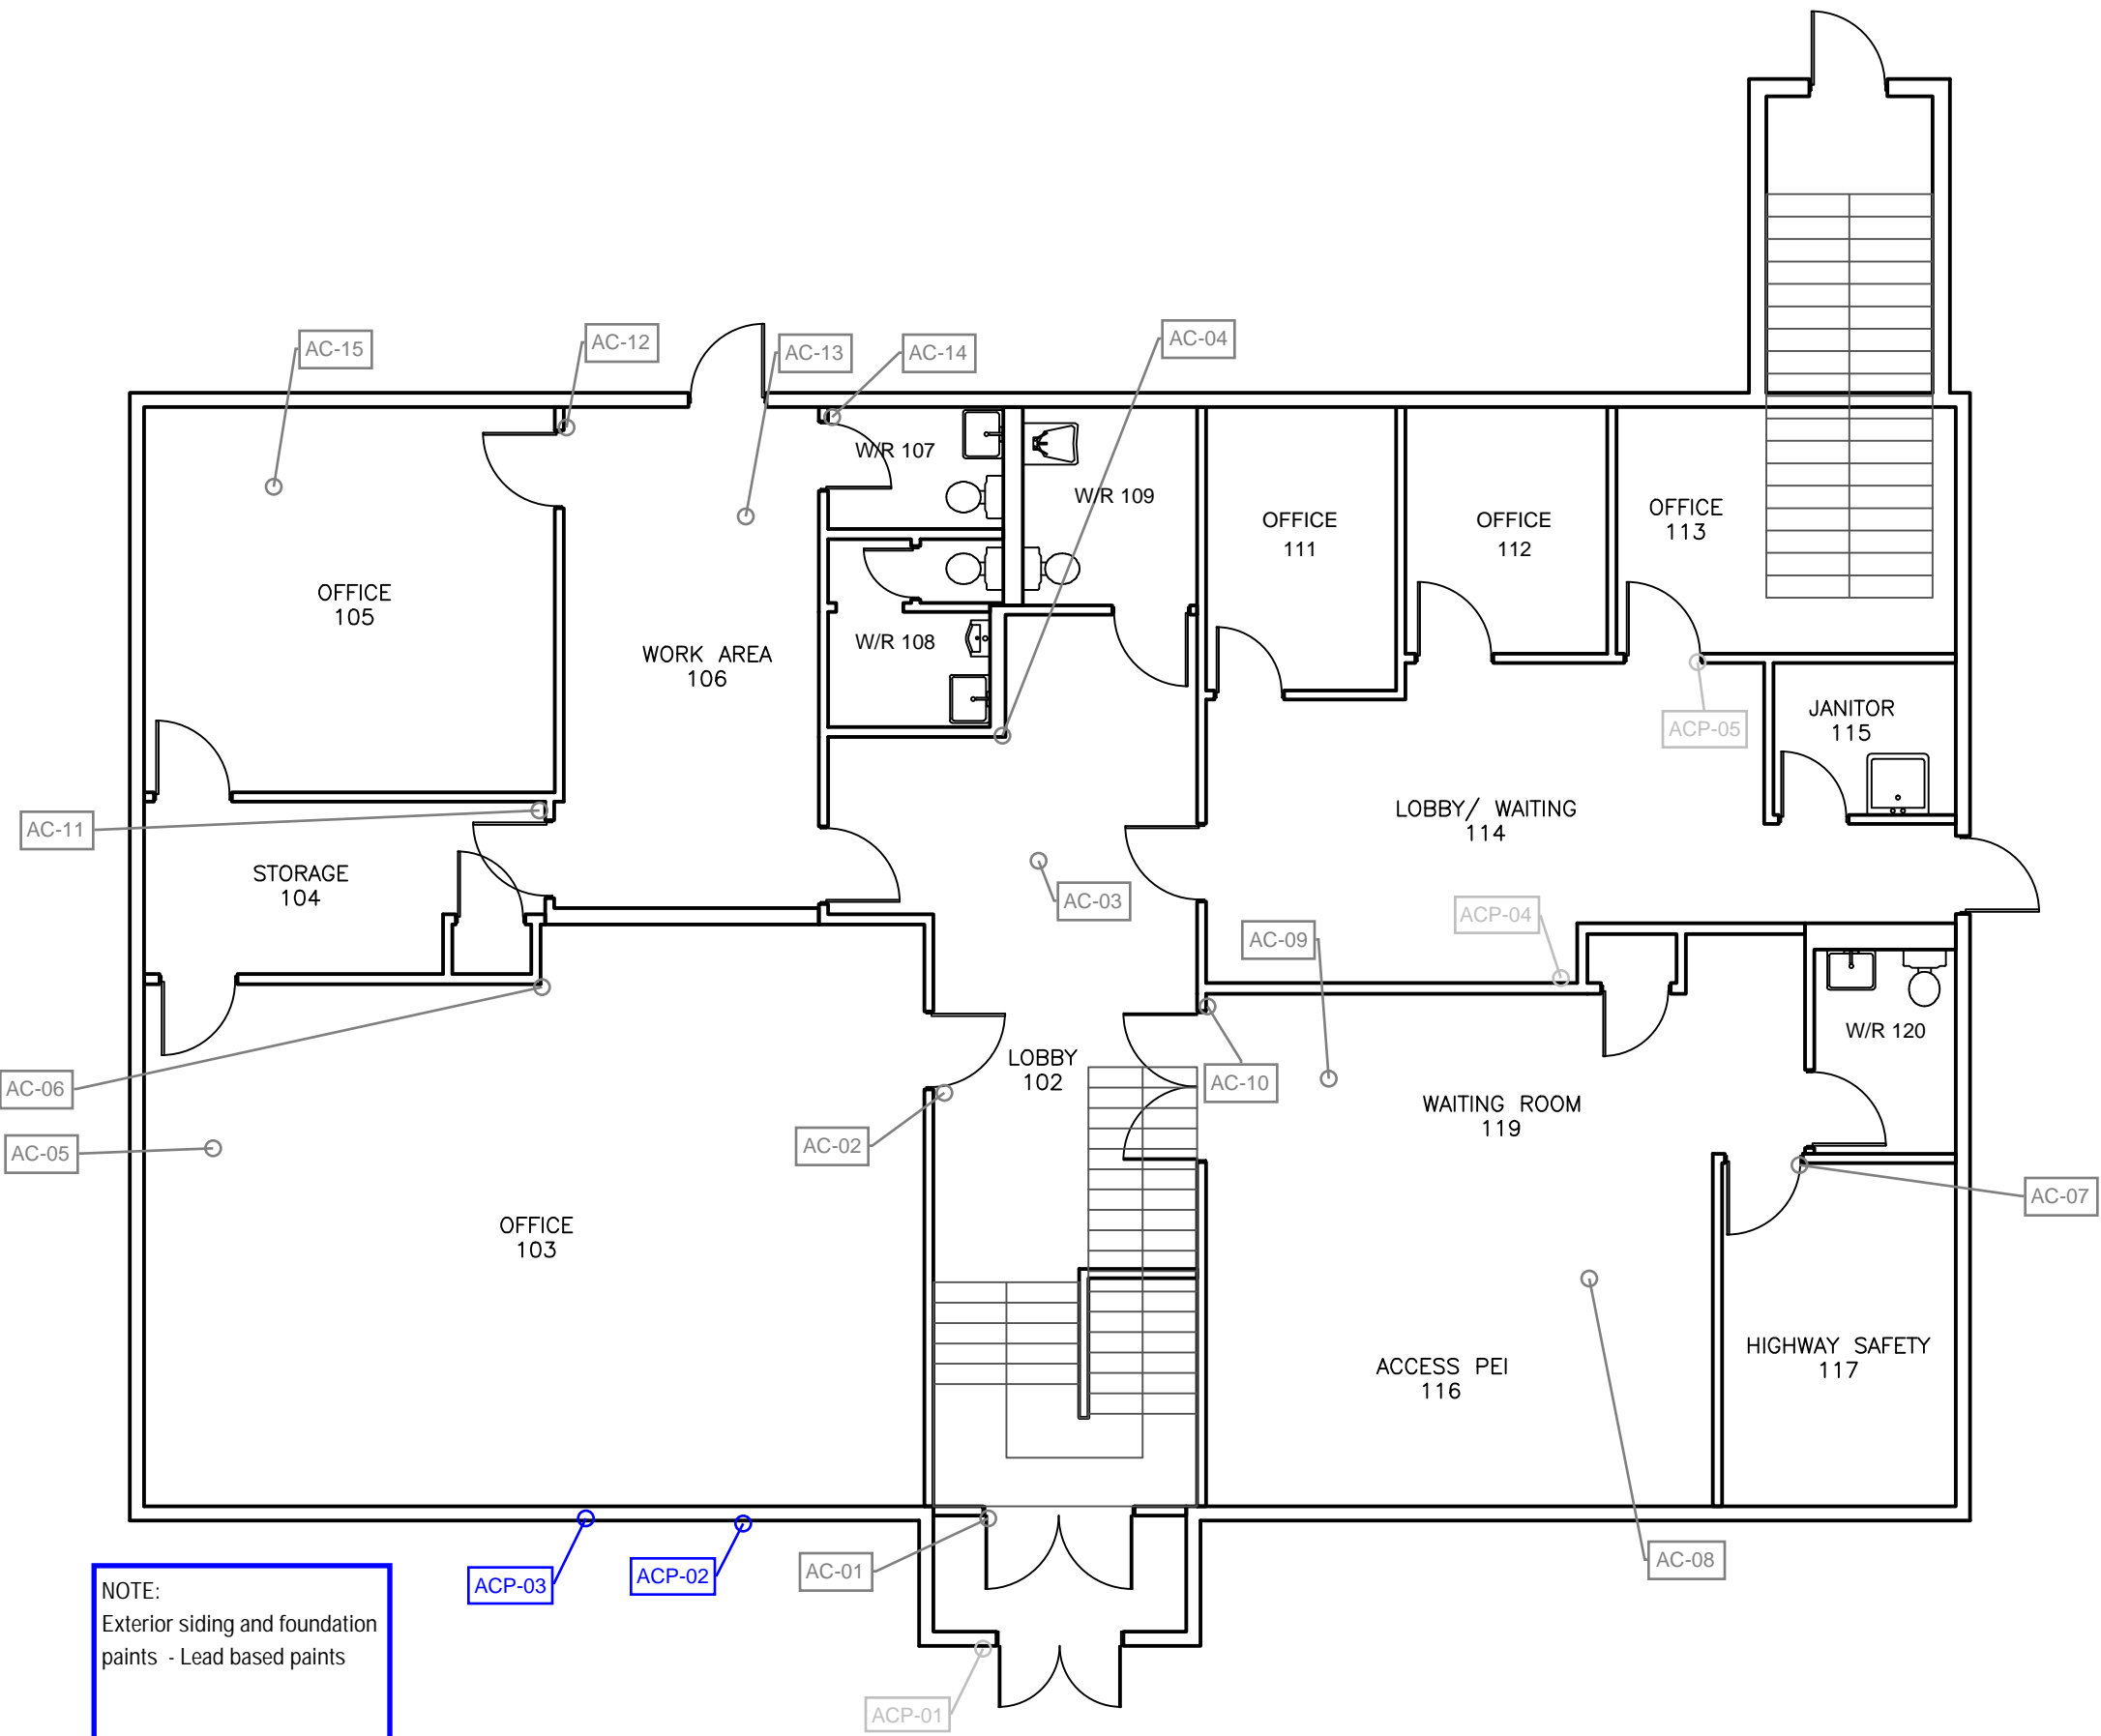 AC-15
AC-12
AC-13
AC-14
AC-04
W/R 107
W/R 109
OFFICE
111
OFFICE
112
OFFICE
113
OFFICE
105
WORK AREA
106
W/R 108
ACP-05
JANITOR
115
AC-11
LOBBY/ WAITING
114
STORAGE
104
AC-03
ACP-04
AC-09
W/R 120
LOBBY
102
AC-10
AC-06
WAITING ROOM
119
AC-02
AC-05
AC-07
OFFICE
103
ACCESS PEI
116
HIGHWAY SAFETY
117
AC-08
AC-01
ACP-02
ACP-03
NOTE:
Exterior siding and foundation
paints - Lead based paints
ACP-01